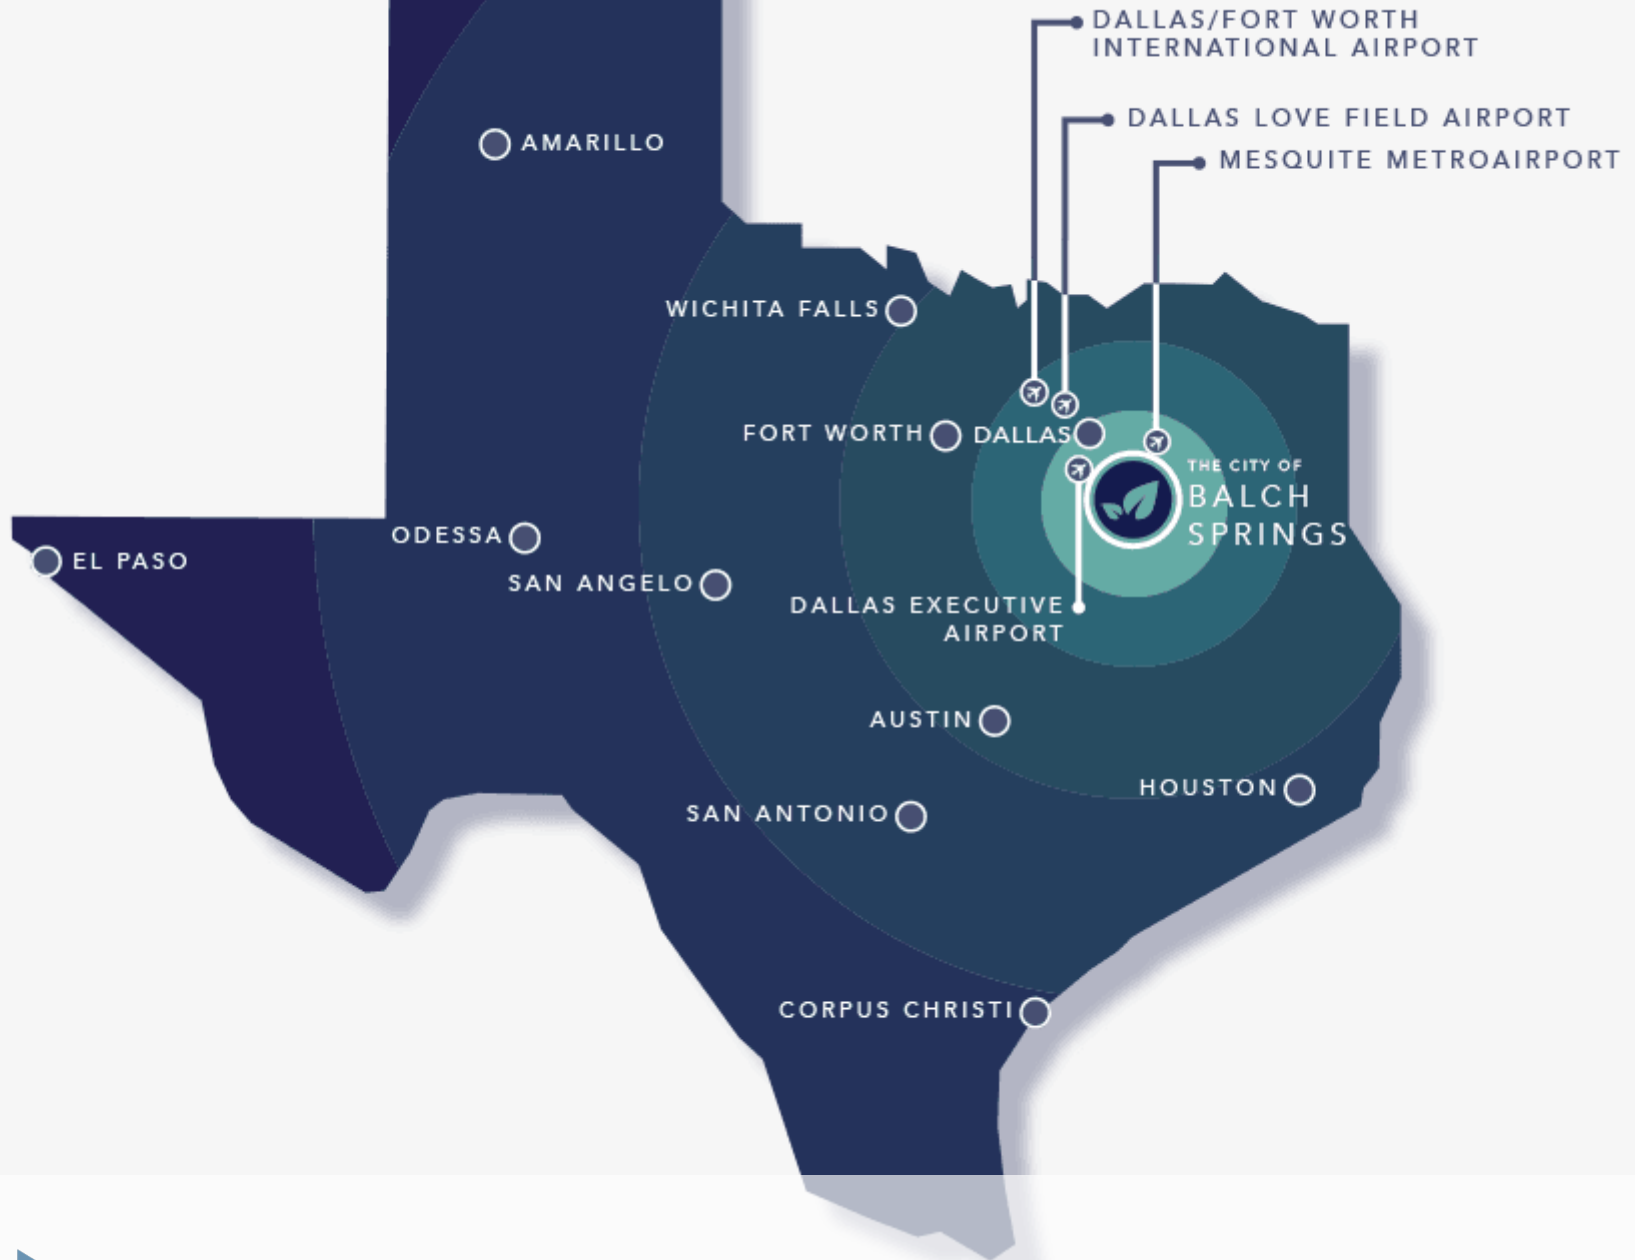 DALLAS/FORT WORTH
INTERNATIONAL AIRPORT
DALLAS LOVE FIELD AIRPORT
MESQUITE METROAIRPORT
AMARILLO
WICHITA FALLS
FORT WORTH
DALLAS
THE CITY OF
BALCH
SPRINGS
ODESSA
EL PASO
SAN ANGELO
DALLAS EXECUTIVE
AIRPORT
AUSTIN
HOUSTON
SAN ANTONIO
CORPUS CHRISTI